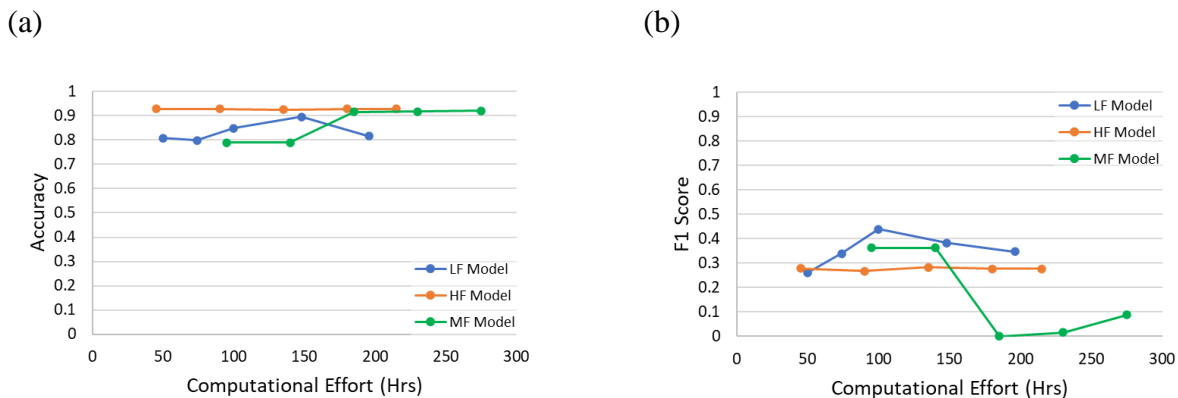 (a)
(b)
1
0.9
0.8
0.7
0.6
0.5
0.4
0.3
0.2
0.1
0
Accuracy
LF Model
HF Model
MF Model
0 50 100 150 200 250 300
Computational Effort (Hrs)
1
0.9
0.8
0.7
0.6
0.5
0.4
0.3
0.2
0.1
0
F1 Score
LF Model
HF Model
MF Model
0 50 100 150 200 250 300
Computational Effort (Hrs)